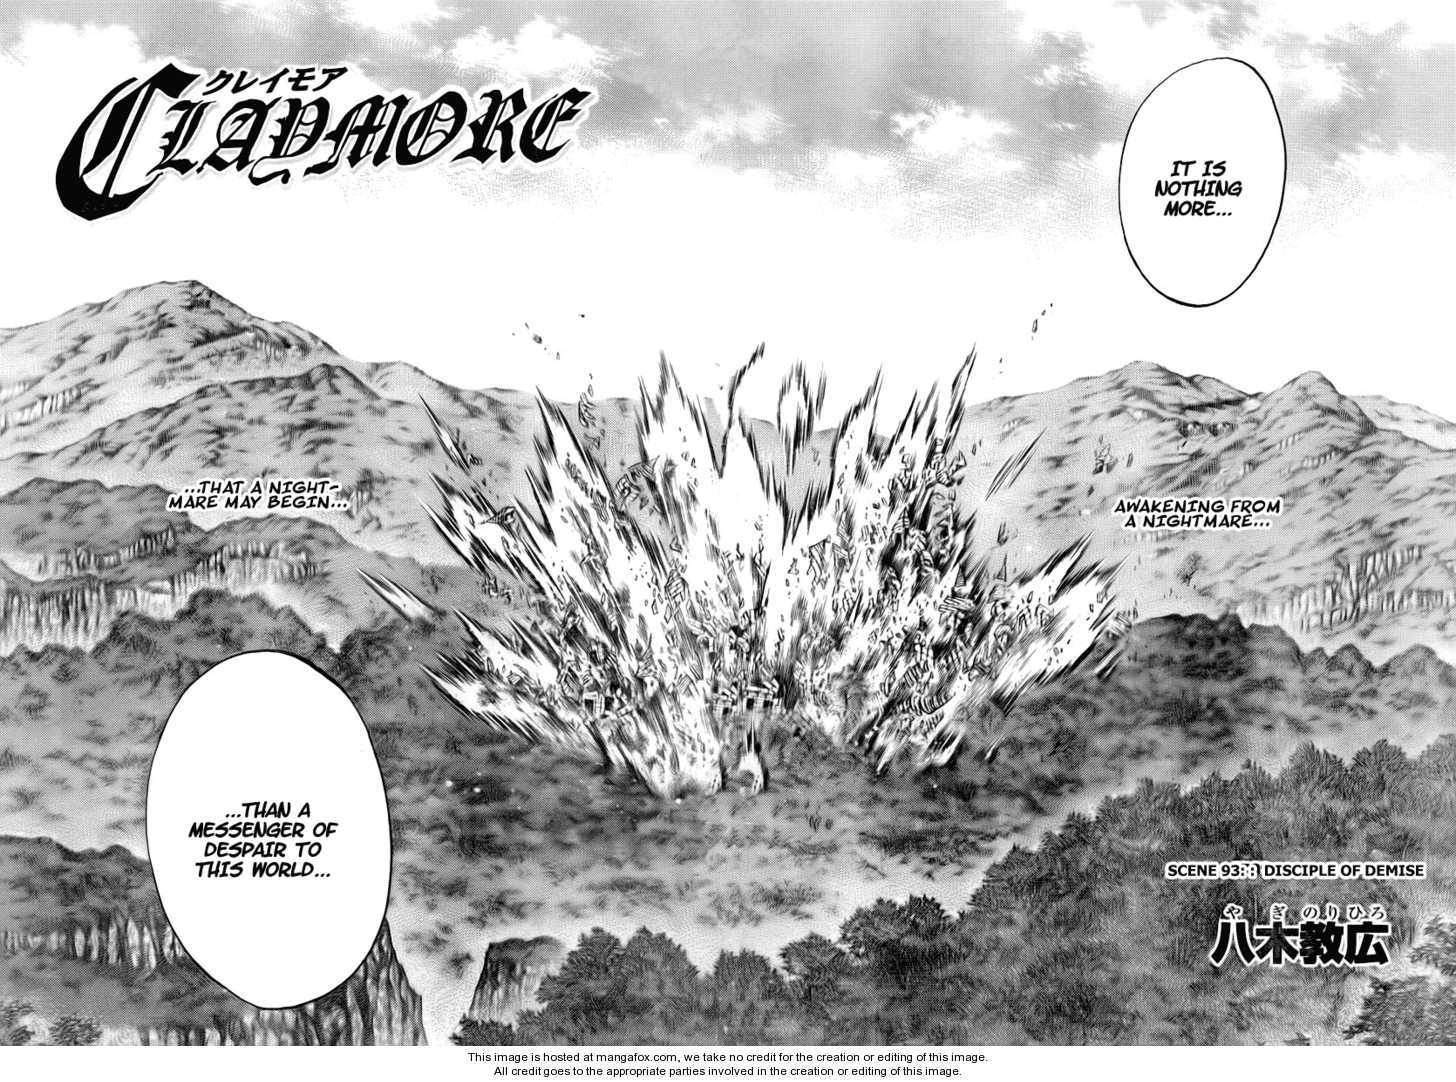 クレイモア
CLAYMORE
IT IS
NOTHING
MORE...
AWAKENING FROM
A NIGHTMARE...
...THAT A NIGHT-
MARE MAY BEGIN...
...THAN A
MESSENGER OF
DESPAIR TO
THIS WORLD...
SCENE 93:: DISCIPLE OF DEMISE
やぎのりひろ
八木教広
This image is hosted at mangafox.com, we take no credit for the creation or editing of this image.
All credit goes to the appropriate parties involved in the creation or editing of this image.